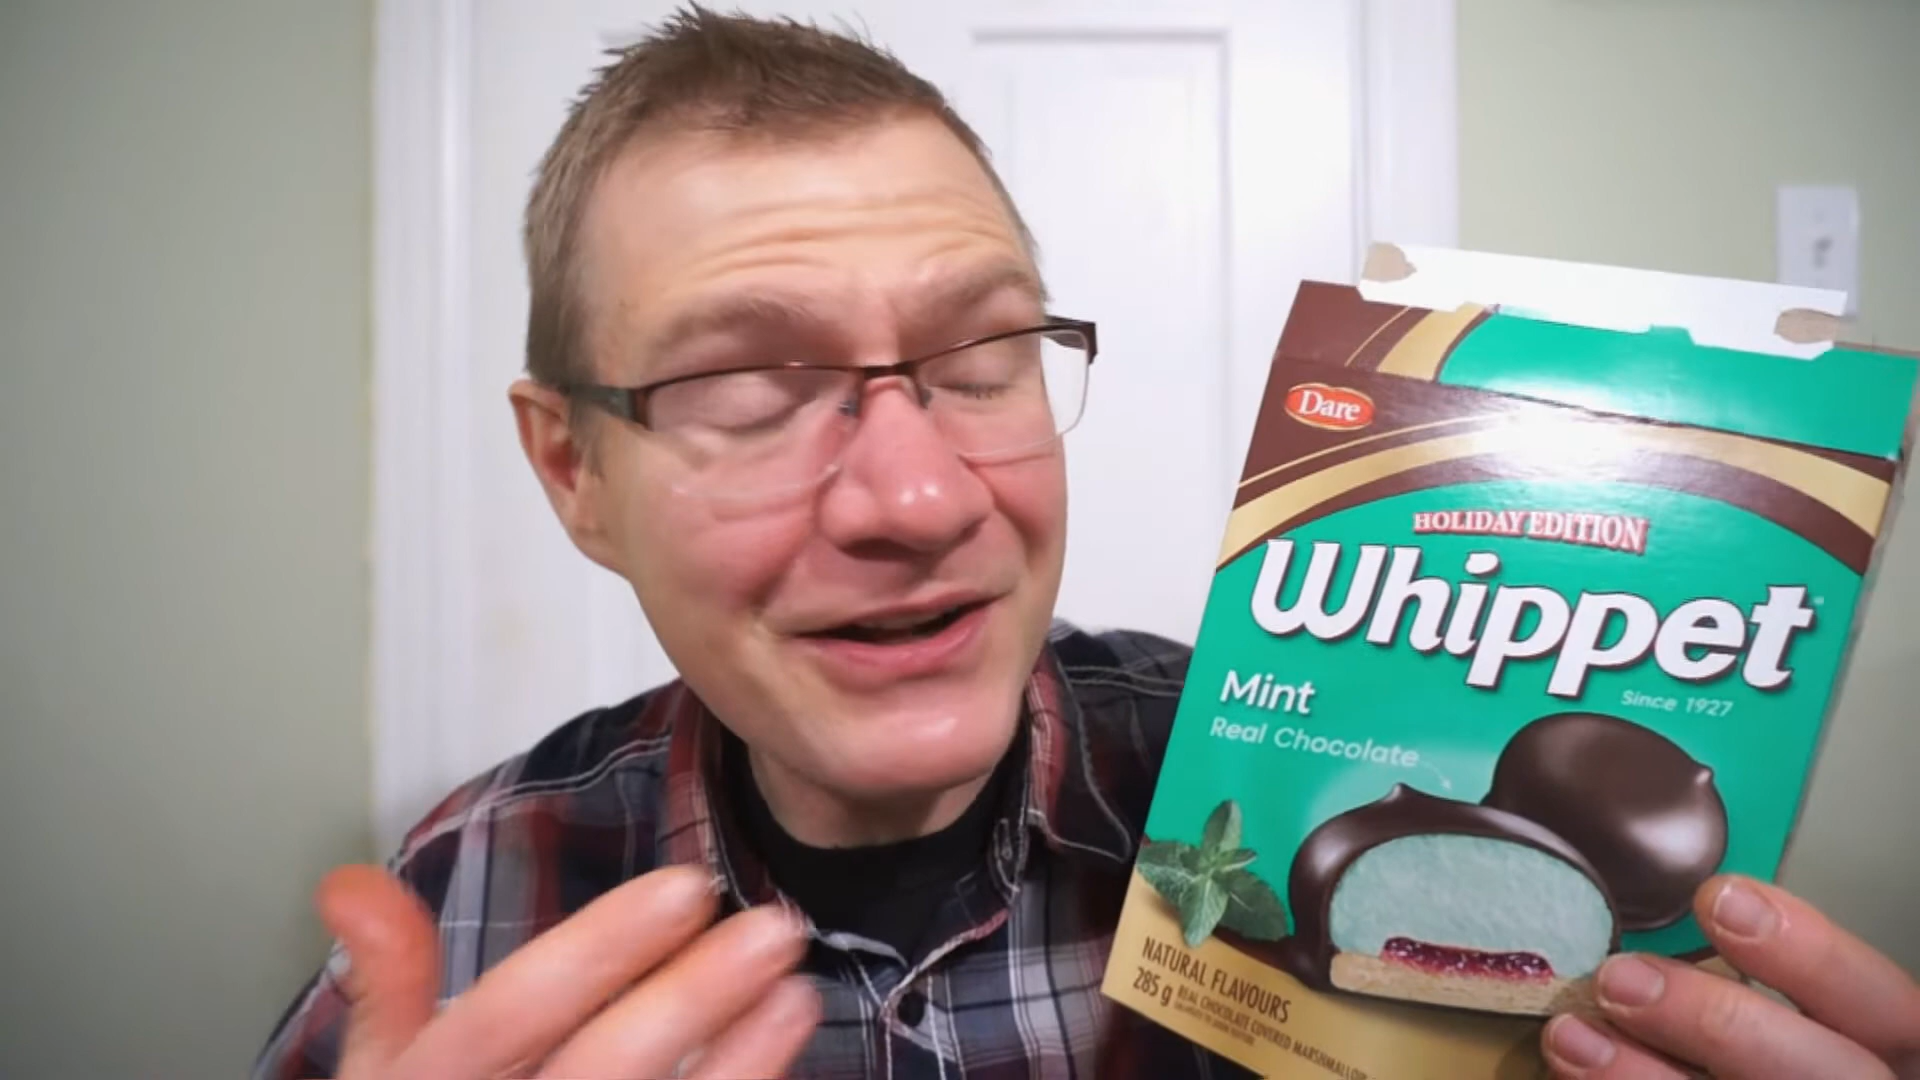 Dare
HOLIDAY EDITION
Whippet
Since 1927
Mint
Real Chocolate
NATURAL FLAVOURS
285 g
REAL CHOCOLATE COVERED MARSHMALLOW